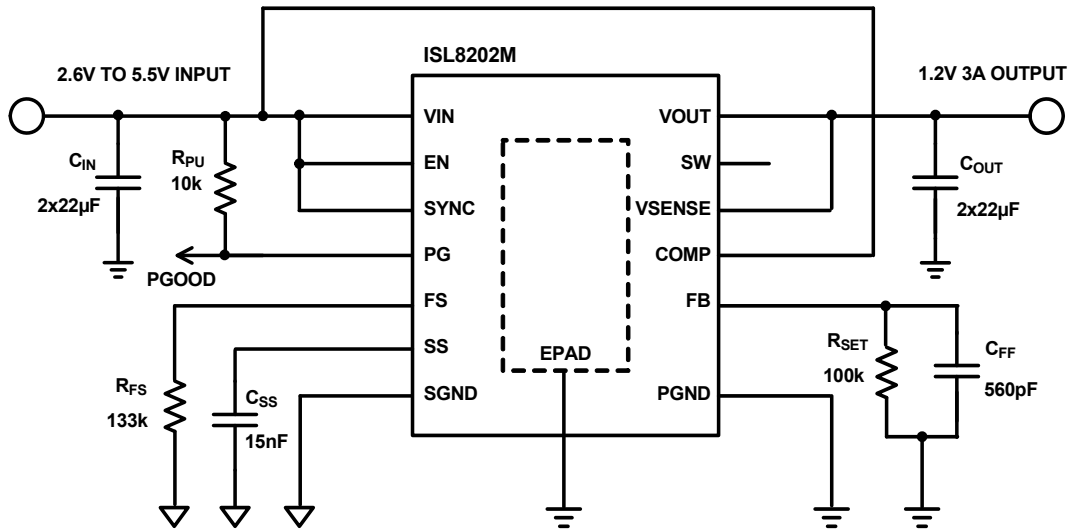 ISL8202M
2.6V TO 5.5V INPUT
1.2V 3A OUTPUT
VIN
VOUT
CIN
2x22µF
RPU
10k
EN
SW
COUT
2x22µF
SYNC
VSENSE
PG
COMP
PGOOD
FS
FB
SS
EPAD
RSET
100k
CFF
560pF
RFS
133k
CSS
15nF
SGND
PGND